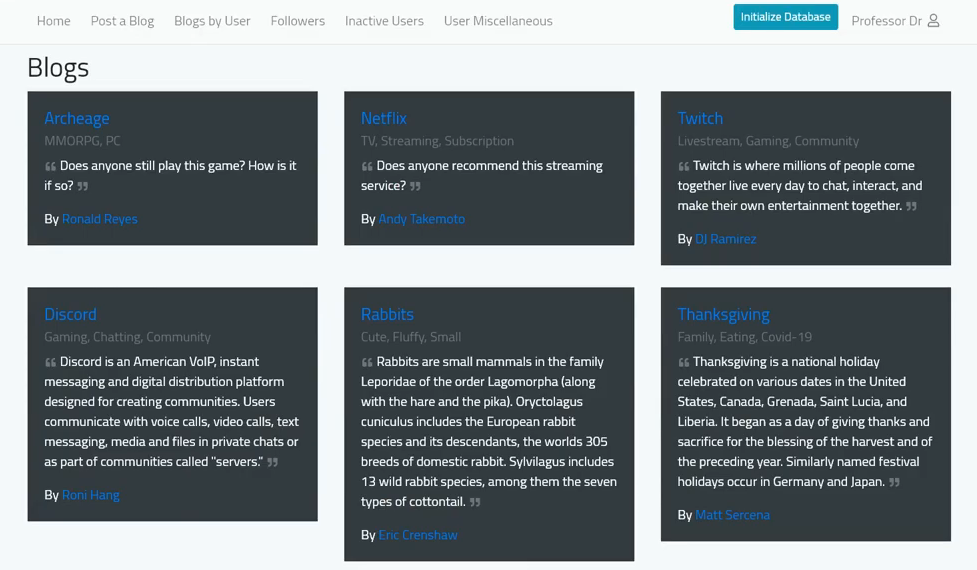 Home Post a Blog Blogs by User Followers Inactive Users User Miscellaneous Initialize Database Professor Dr
Blogs
Archeage
MMORPG, PC
❝ Does anyone still play this game? How is it
if so? ❞
By Ronald Reyes
Netflix
TV, Streaming, Subscription
❝ Does anyone recommend this streaming
service? ❞
By Andy Takemoto
Twitch
Livestream, Gaming, Community
❝ Twitch is where millions of people come
together live every day to chat, interact, and
make their own entertainment together. ❞
By DJ Ramirez
Discord
Gaming, Chatting, Community
❝ Discord is an American VoIP, instant
messaging and digital distribution platform
designed for creating communities. Users
communicate with voice calls, video calls, text
messaging, media and files in private chats or
as part of communities called "servers." ❞
By Roni Hang
Rabbits
Cute, Fluffy, Small
❝ Rabbits are small mammals in the family
Leporidae of the order Lagomorpha (along
with the hare and the pika). Oryctolagus
cuniculus includes the European rabbit
species and its descendants, the worlds 305
breeds of domestic rabbit. Sylvilagus includes
13 wild rabbit species, among them the seven
types of cottontail. ❞
By Eric Crenshaw
Thanksgiving
Family, Eating, Covid-19
❝ Thanksgiving is a national holiday
celebrated on various dates in the United
States, Canada, Grenada, Saint Lucia, and
Liberia. It began as a day of giving thanks and
sacrifice for the blessing of the harvest and of
the preceding year. Similarly named festival
holidays occur in Germany and Japan. ❞
By Matt Sercena